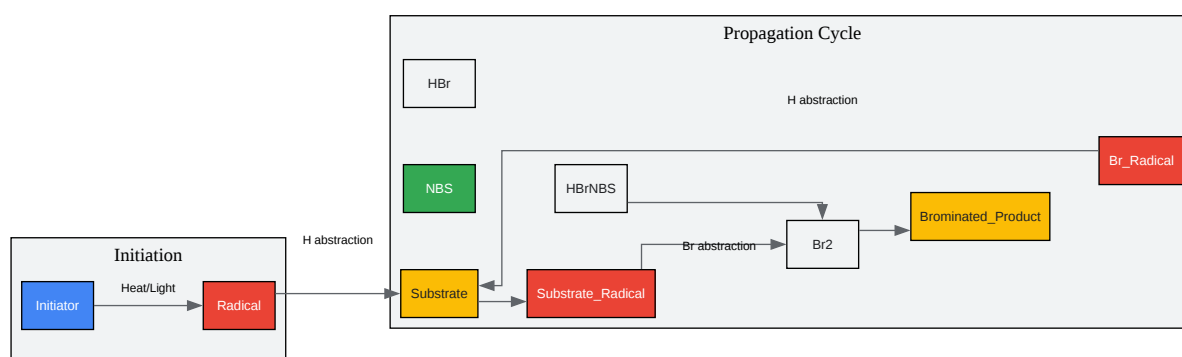 Propagation Cycle
HBr
H abstraction
Br_Radical
NBS
HBrNBS
Brominated_Product
H abstraction
Br abstraction
Br2
Initiation
Heat/Light
Initiator
Radical
Substrate
Substrate_Radical